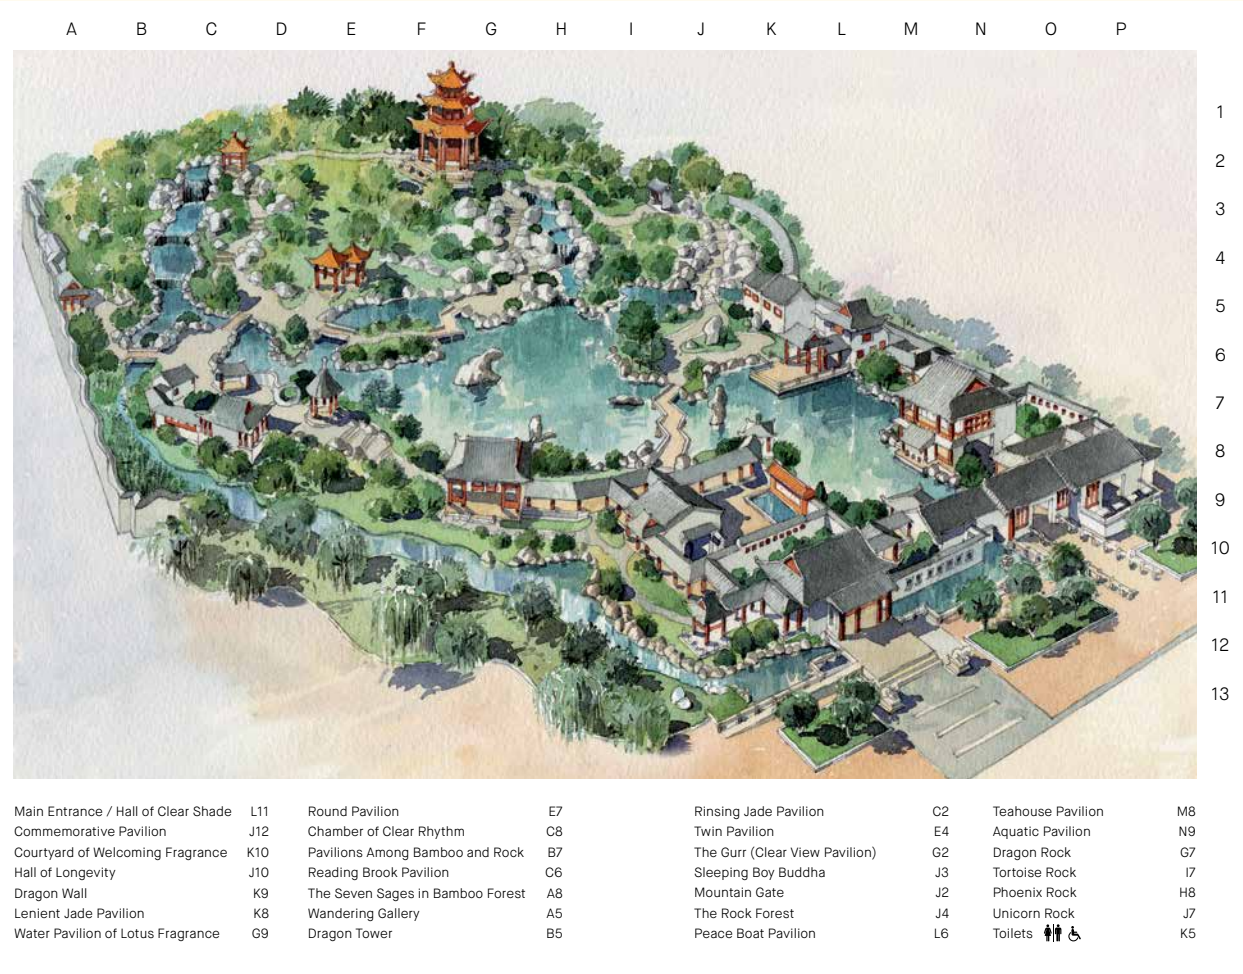 A B C D E F G H I J K L M N O P
1
2
3
4
5
6
7
8
9
10
11
12
13
Main Entrance / Hall of Clear Shade L11
Commemorative Pavilion J12
Courtyard of Welcoming Fragrance K10
Hall of Longevity J10
Dragon Wall K9
Lenient Jade Pavilion K8
Water Pavilion of Lotus Fragrance G9
Round Pavilion E7
Chamber of Clear Rhythm C8
Pavilions Among Bamboo and Rock B7
Reading Brook Pavilion C6
The Seven Sages in Bamboo Forest A8
Wandering Gallery A5
Dragon Tower B5
Rinsing Jade Pavilion C2
Twin Pavilion E4
The Gurr (Clear View Pavilion) G2
Sleeping Boy Buddha J3
Mountain Gate J2
The Rock Forest J4
Peace Boat Pavilion L6
Teahouse Pavilion M8
Aquatic Pavilion N9
Dragon Rock G7
Tortoise Rock I7
Phoenix Rock H8
Unicorn Rock J7
Toilets K5